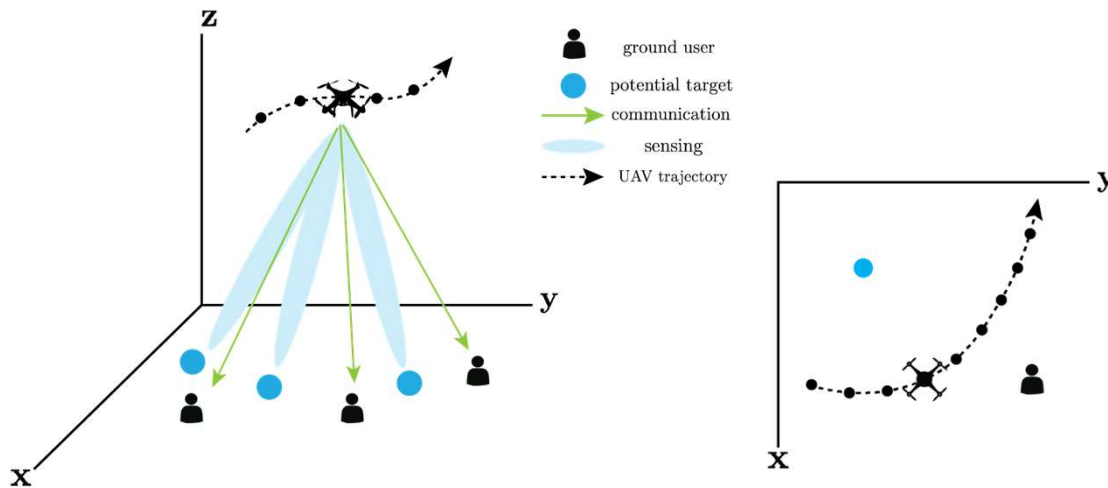 z
ground user
potential target
communication
sensing
UAV trajectory
y
x
y
x